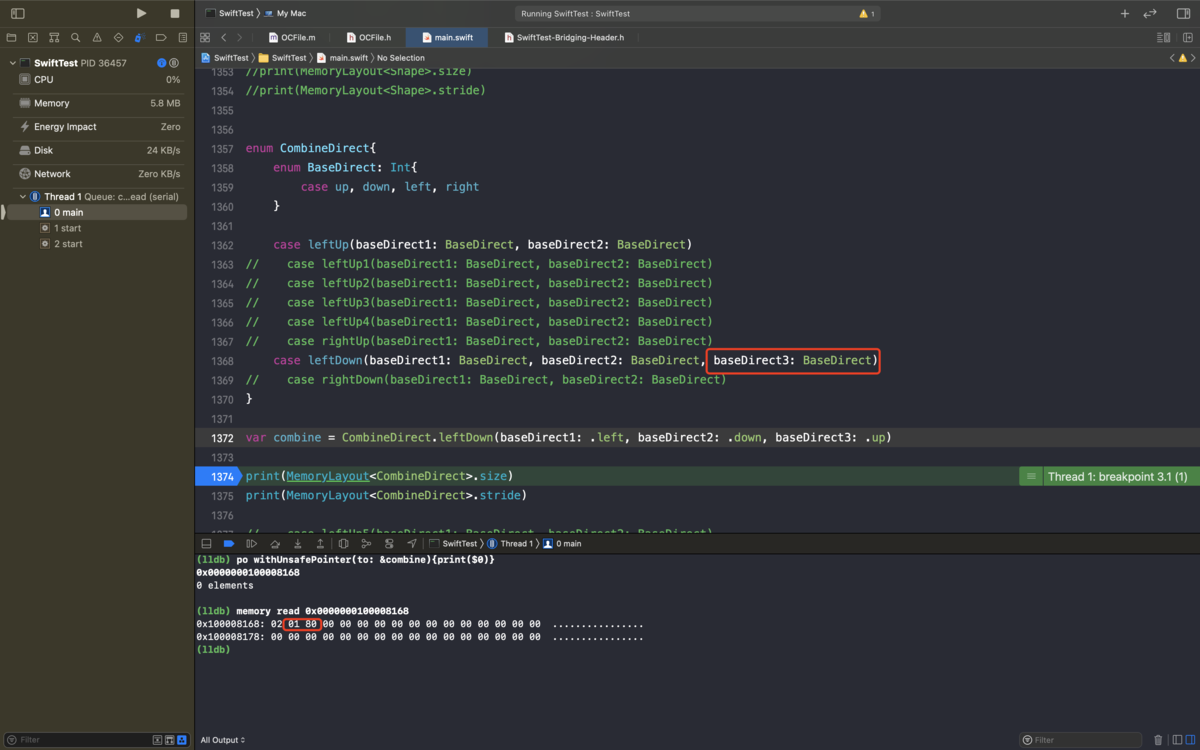 SwiftTest 〉 My Mac
Running SwiftTest : SwiftTest
1
OCFile.m
OCFile.h
main.swift
SwiftTest-Bridging-Header.h
SwiftTest 〉 SwiftTest 〉 main.swift 〉 No Selection
SwiftTest PID 36457
CPU 0%
Memory 5.8 MB
Energy Impact Zero
Disk 24 KB/s
Network Zero KB/s
Thread 1 Queue: c...ead (serial)
0 main
1 start
2 start
Filter
1353 //print(MemoryLayout<Shape>.size)
1354 //print(MemoryLayout<Shape>.stride)
1355
1356
1357 enum CombineDirect{
1358     enum BaseDirect: Int{
1359         case up, down, left, right
1360     }
1361
1362     case leftUp(baseDirect1: BaseDirect, baseDirect2: BaseDirect)
1363 //    case leftUp1(baseDirect1: BaseDirect, baseDirect2: BaseDirect)
1364 //    case leftUp2(baseDirect1: BaseDirect, baseDirect2: BaseDirect)
1365 //    case leftUp3(baseDirect1: BaseDirect, baseDirect2: BaseDirect)
1366 //    case leftUp4(baseDirect1: BaseDirect, baseDirect2: BaseDirect)
1367 //    case rightUp(baseDirect1: BaseDirect, baseDirect2: BaseDirect)
1368     case leftDown(baseDirect1: BaseDirect, baseDirect2: BaseDirect, baseDirect3: BaseDirect)
1369 //    case rightDown(baseDirect1: BaseDirect, baseDirect2: BaseDirect)
1370 }
1371
1372 var combine = CombineDirect.leftDown(baseDirect1: .left, baseDirect2: .down, baseDirect3: .up)
1373
1374 print(MemoryLayout<CombineDirect>.size) Thread 1: breakpoint 3.1 (1)
1375 print(MemoryLayout<CombineDirect>.stride)
1376
SwiftTest 〉 Thread 1 〉 0 main
(lldb) po withUnsafePointer(to: &combine){print($0)}
0x0000000100008168
0 elements
(lldb) memory read 0x0000000100008168
0x100008168: 02 01 80 00 00 00 00 00 00 00 00 00 00 00 00 00  ................
0x100008178: 00 00 00 00 00 00 00 00 00 00 00 00 00 00 00 00  ................
(lldb)
All Output
Filter